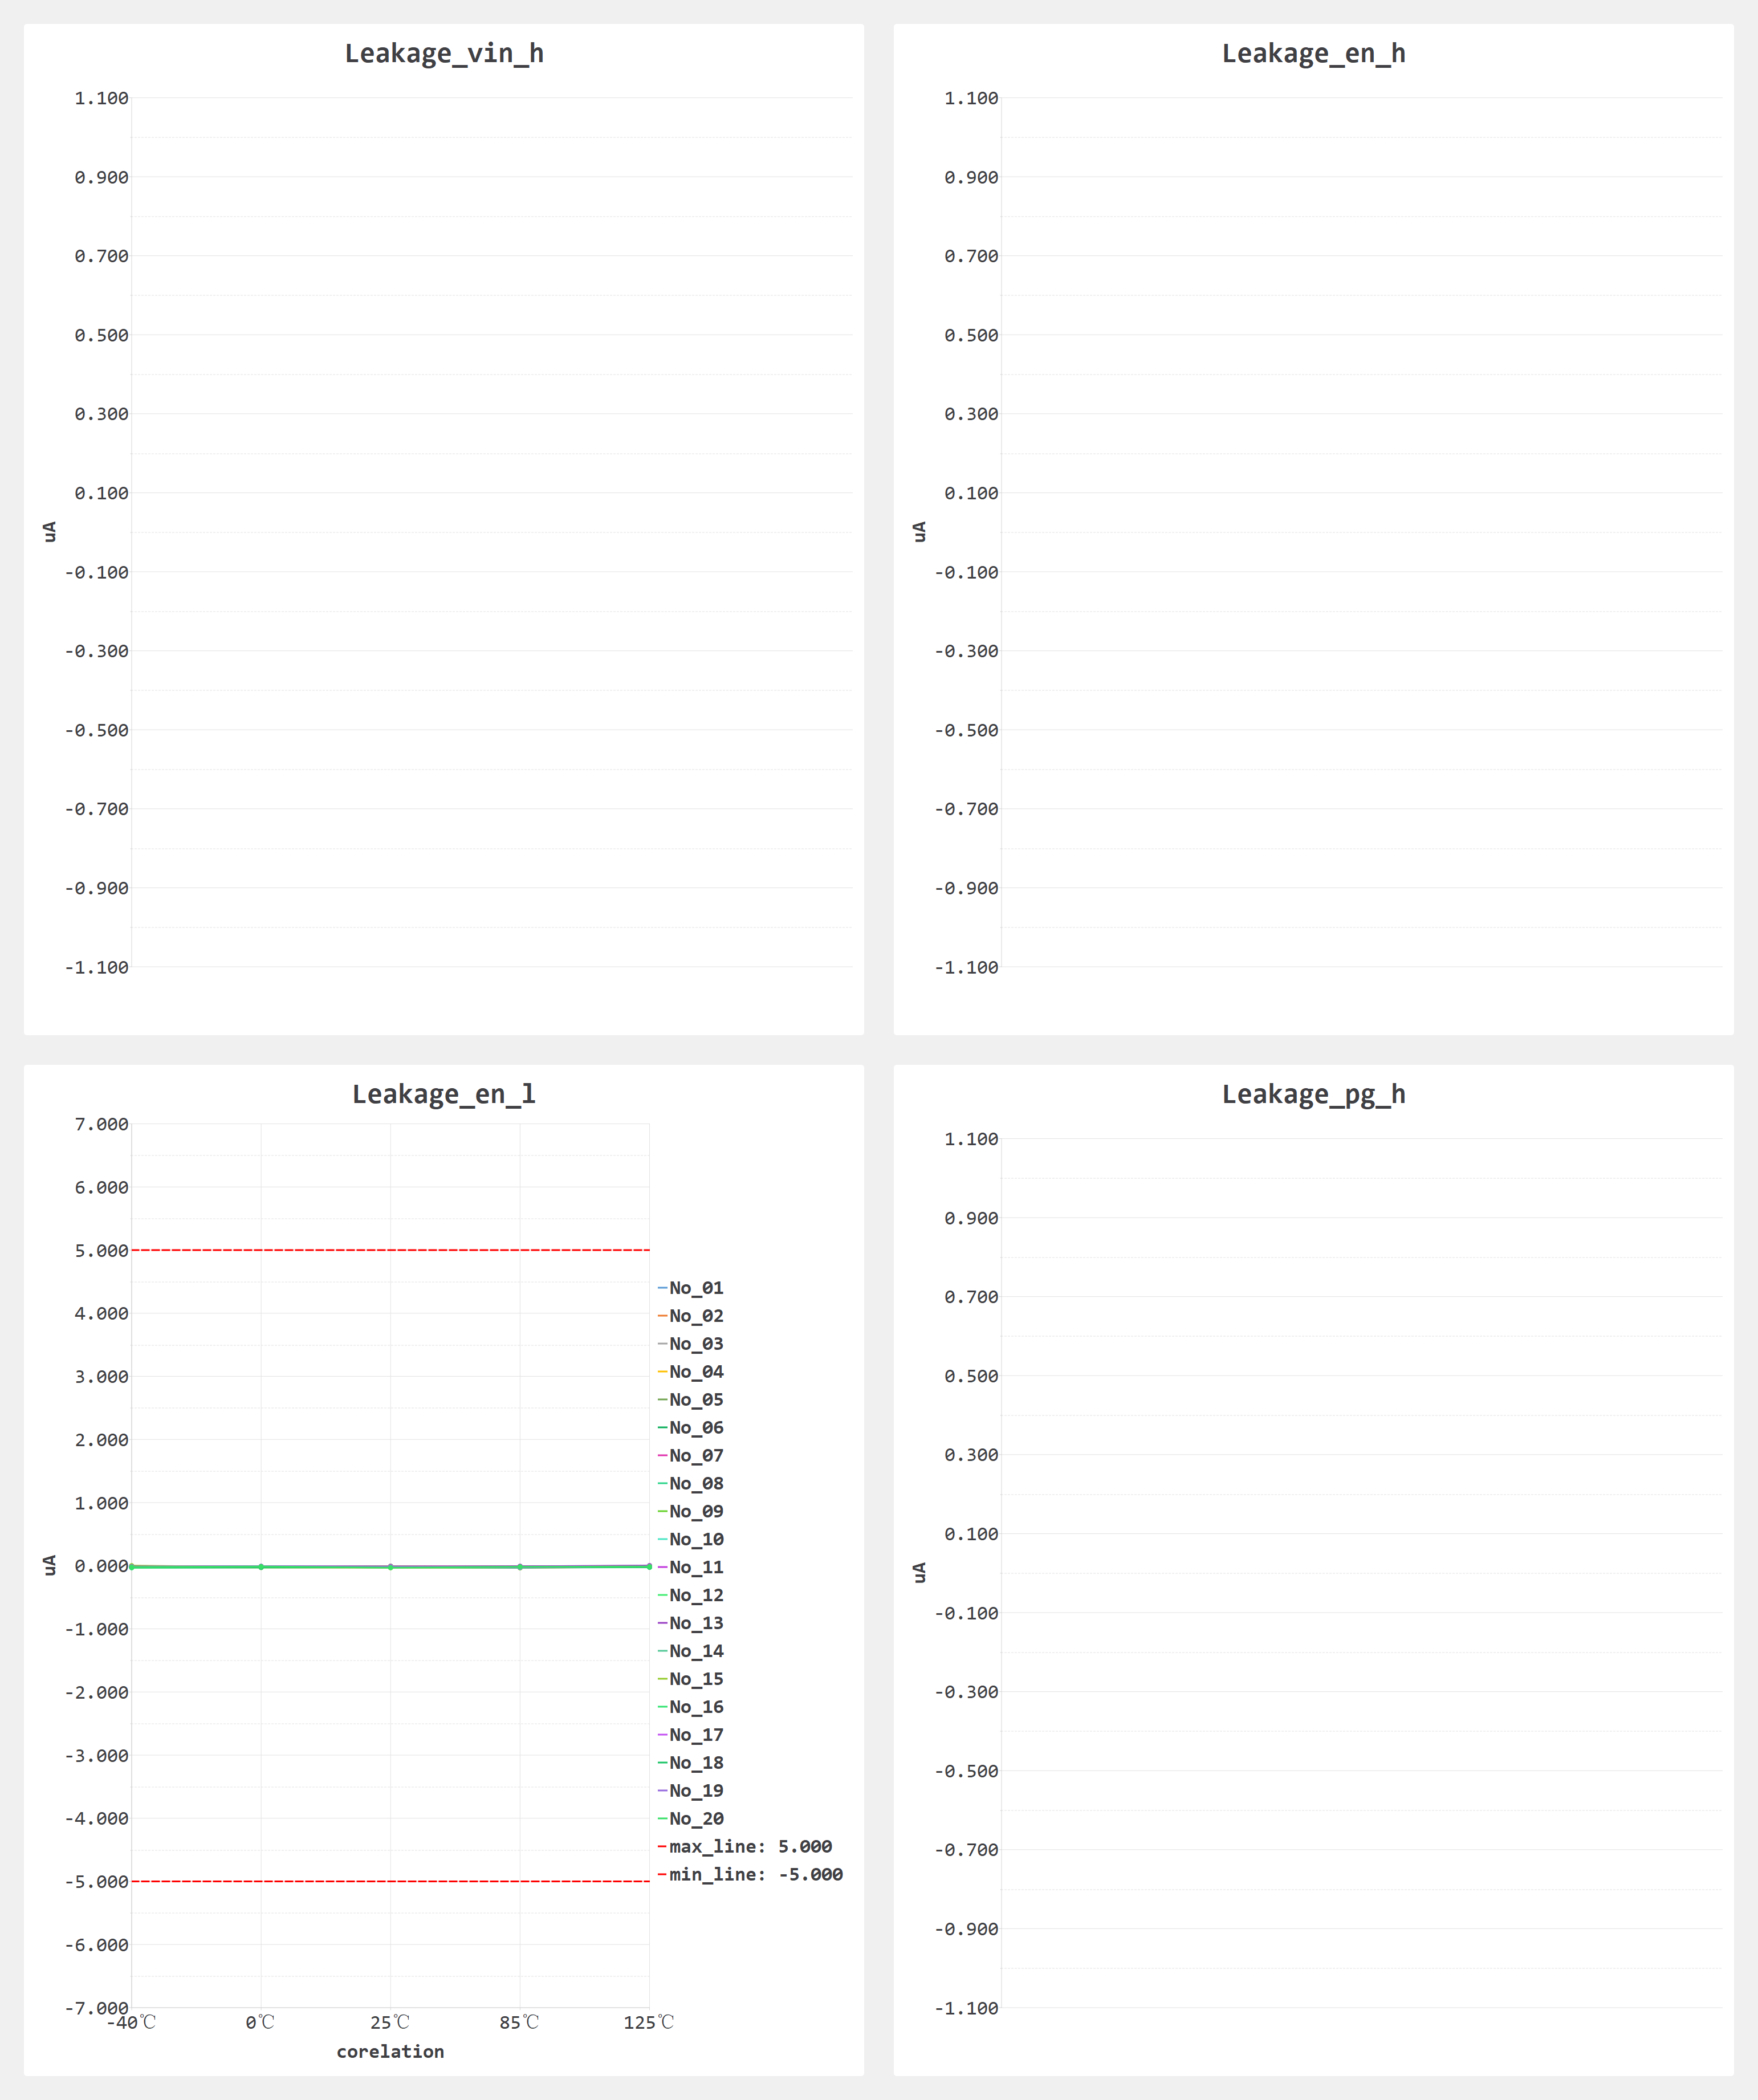 Leakage_vin_h
1.100
0.900
0.700
0.500
0.300
0.100
-0.100
-0.300
-0.500
-0.700
-0.900
-1.100
uA
Leakage_en_h
1.100
0.900
0.700
0.500
0.300
0.100
-0.100
-0.300
-0.500
-0.700
-0.900
-1.100
uA
Leakage_en_l
7.000
6.000
5.000
4.000
3.000
2.000
1.000
0.000
-1.000
-2.000
-3.000
-4.000
-5.000
-6.000
-7.000
uA
-40℃ 0℃ 25℃ 85℃ 125℃
corelation
No_01
No_02
No_03
No_04
No_05
No_06
No_07
No_08
No_09
No_10
No_11
No_12
No_13
No_14
No_15
No_16
No_17
No_18
No_19
No_20
max_line: 5.000
min_line: -5.000
Leakage_pg_h
1.100
0.900
0.700
0.500
0.300
0.100
-0.100
-0.300
-0.500
-0.700
-0.900
-1.100
uA